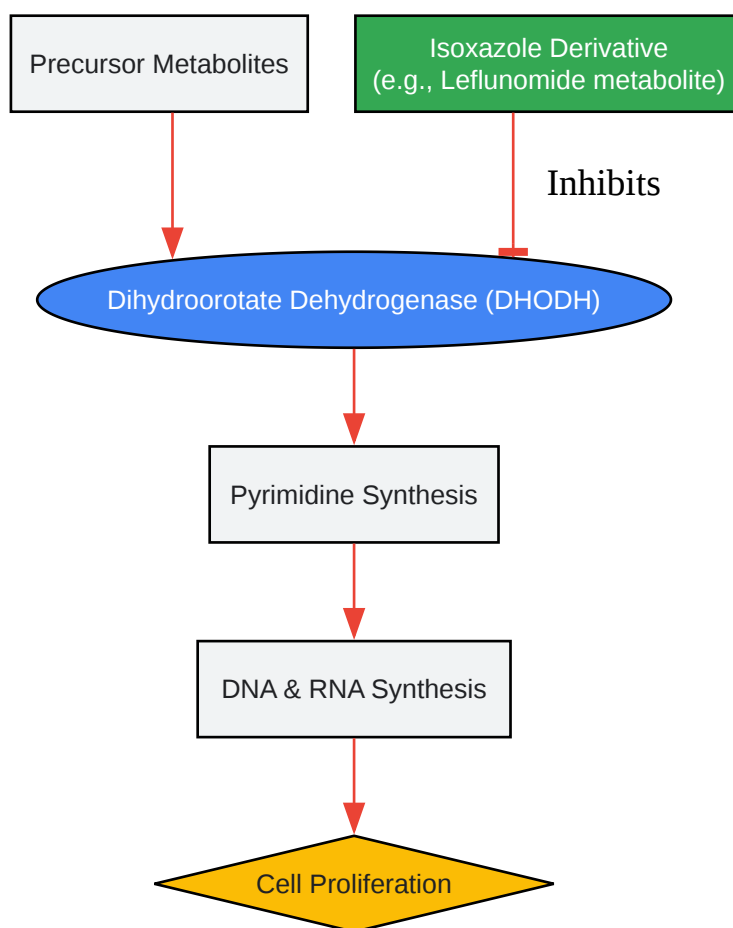 Precursor Metabolites
Isoxazole Derivative
(e.g., Leflunomide metabolite)
Inhibits
Dihydroorotate Dehydrogenase (DHODH)
Pyrimidine Synthesis
DNA & RNA Synthesis
Cell Proliferation